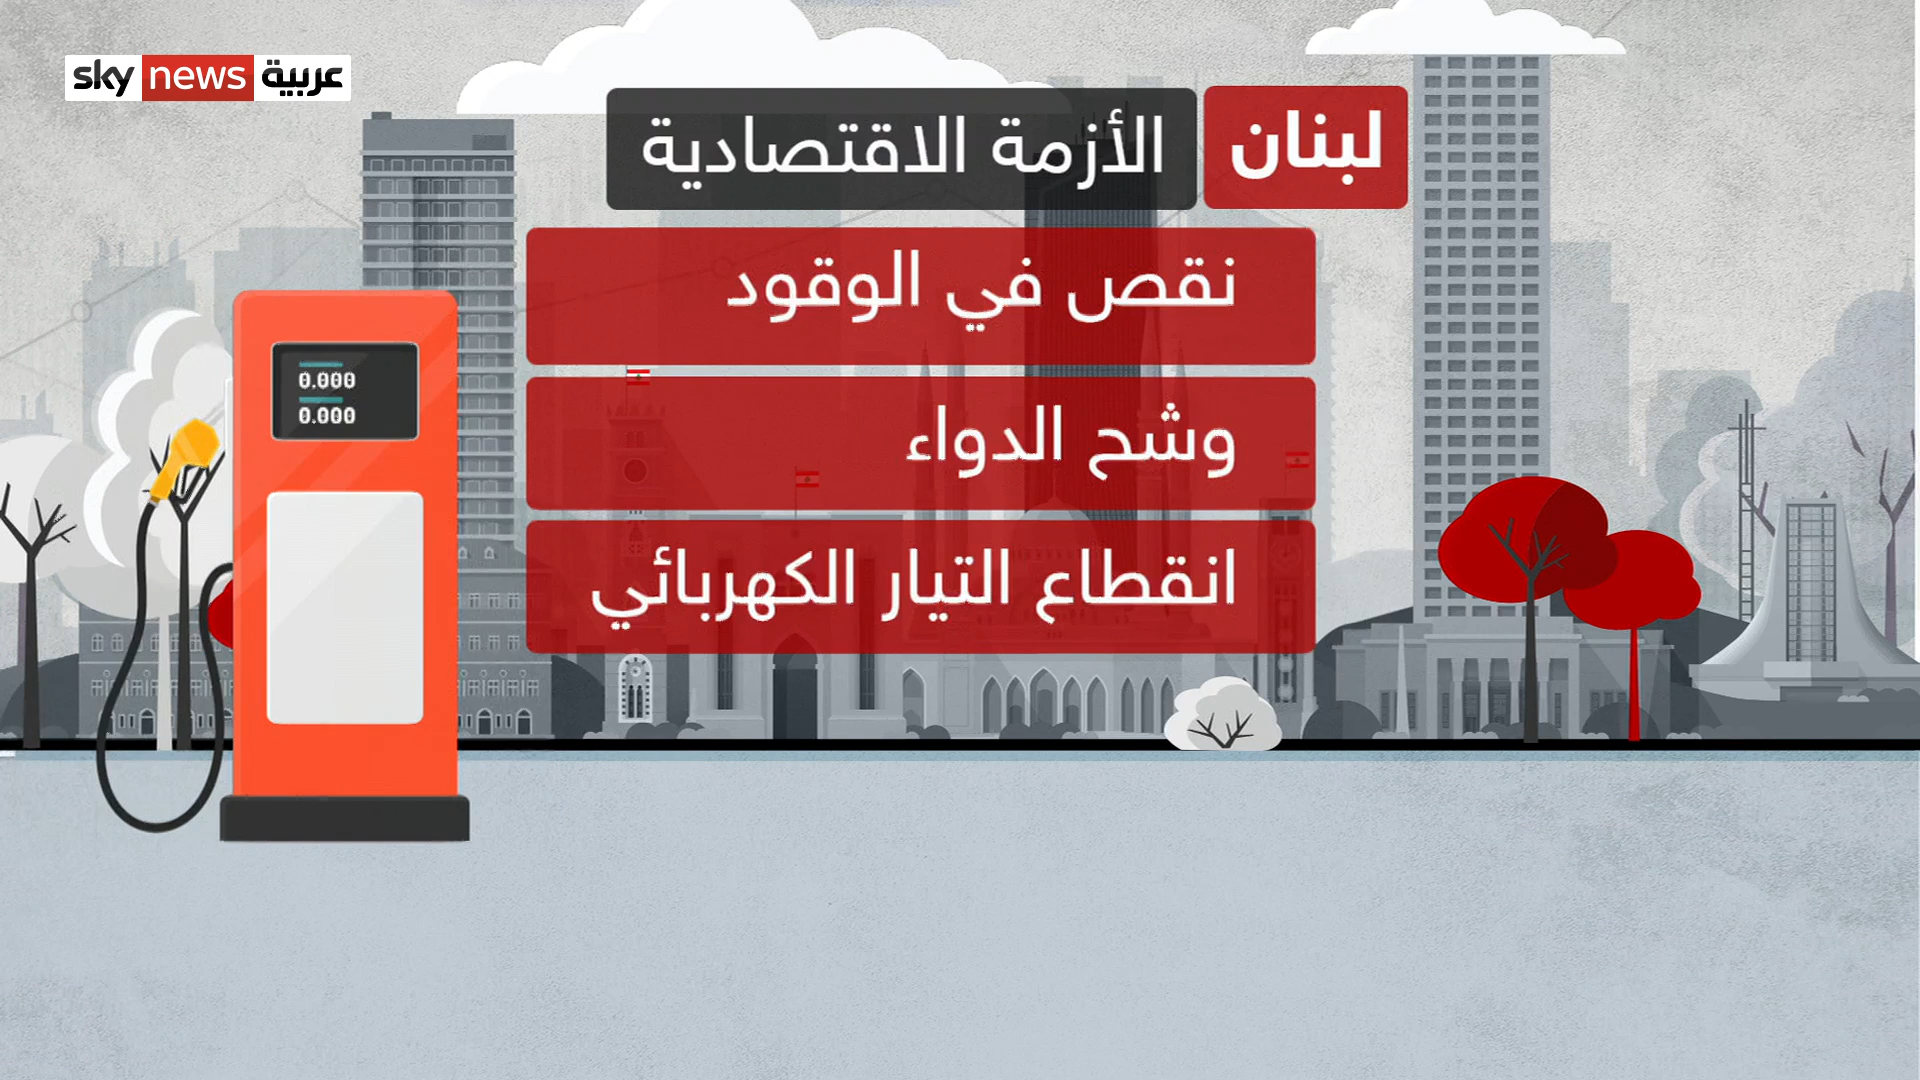 sky news عربية
لبنان الأزمة الاقتصادية
نقص في الوقود
وشح الدواء
انقطاع التيار الكهربائي
0.000
0.000